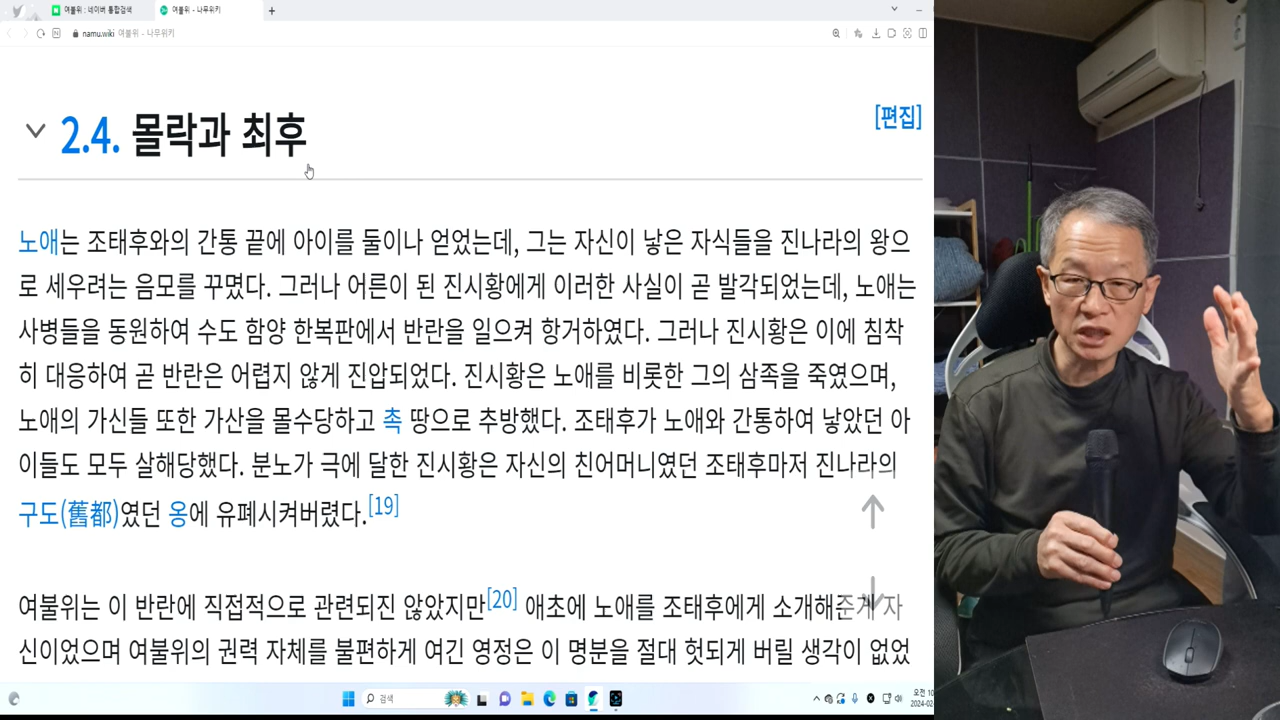 여불위 : 네이버 통합검색
여불위 - 나무위키
namu.wiki 여불위 - 나무위키
2.4. 몰락과 최후
[편집]
노애는 조태후와의 간통 끝에 아이를 둘이나 얻었는데, 그는 자신이 낳은 자식들을 진나라의 왕으
로 세우려는 음모를 꾸몄다. 그러나 어른이 된 진시황에게 이러한 사실이 곧 발각되었는데, 노애는
사병들을 동원하여 수도 함양 한복판에서 반란을 일으켜 항거하였다. 그러나 진시황은 이에 침착
히 대응하여 곧 반란은 어렵지 않게 진압되었다. 진시황은 노애를 비롯한 그의 삼족을 죽였으며,
노애의 가신들 또한 가산을 몰수당하고 촉 땅으로 추방했다. 조태후가 노애와 간통하여 낳았던 아
이들도 모두 살해당했다. 분노가 극에 달한 진시황은 자신의 친어머니였던 조태후마저 진나라의
구도(舊都)였던 옹에 유폐시켜버렸다.[19]
여불위는 이 반란에 직접적으로 관련되진 않았지만[20] 애초에 노애를 조태후에게 소개해준게 자
신이었으며 여불위의 권력 자체를 불편하게 여긴 영정은 이 명분을 절대 헛되게 버릴 생각이 없었
검색
오전 10
2024-02